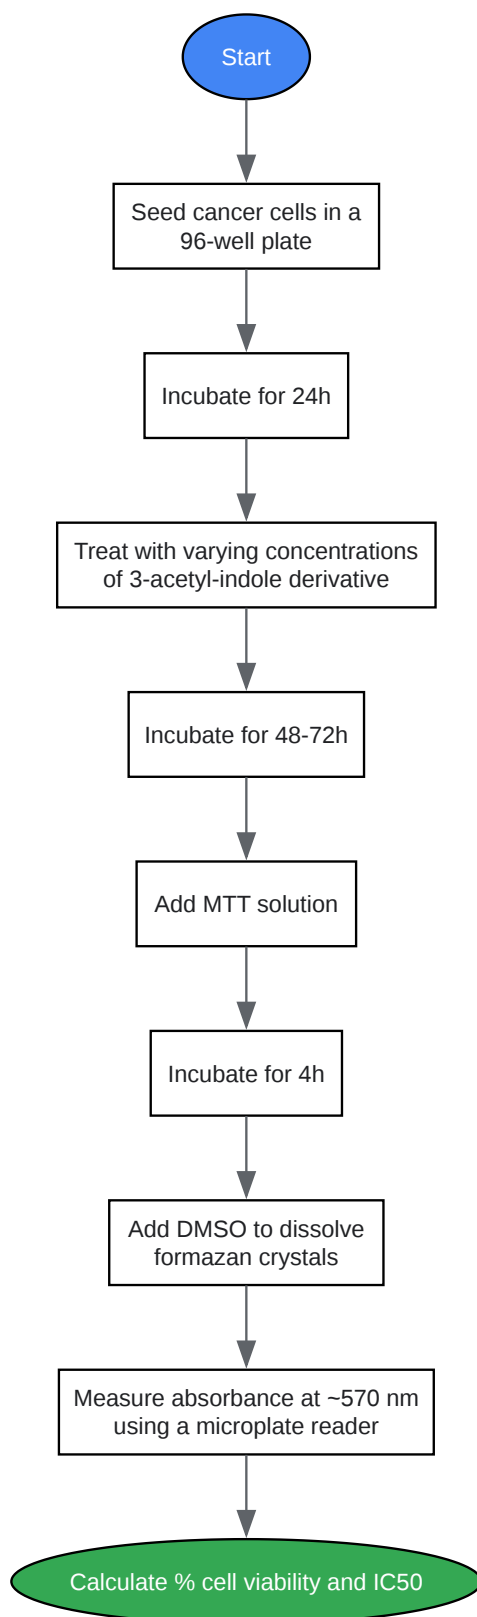 Start
Seed cancer cells in a
96-well plate
Incubate for 24h
Treat with varying concentrations
of 3-acetyl-indole derivative
Incubate for 48-72h
Add MTT solution
Incubate for 4h
Add DMSO to dissolve
formazan crystals
Measure absorbance at ~570 nm
using a microplate reader
Calculate % cell viability and IC50